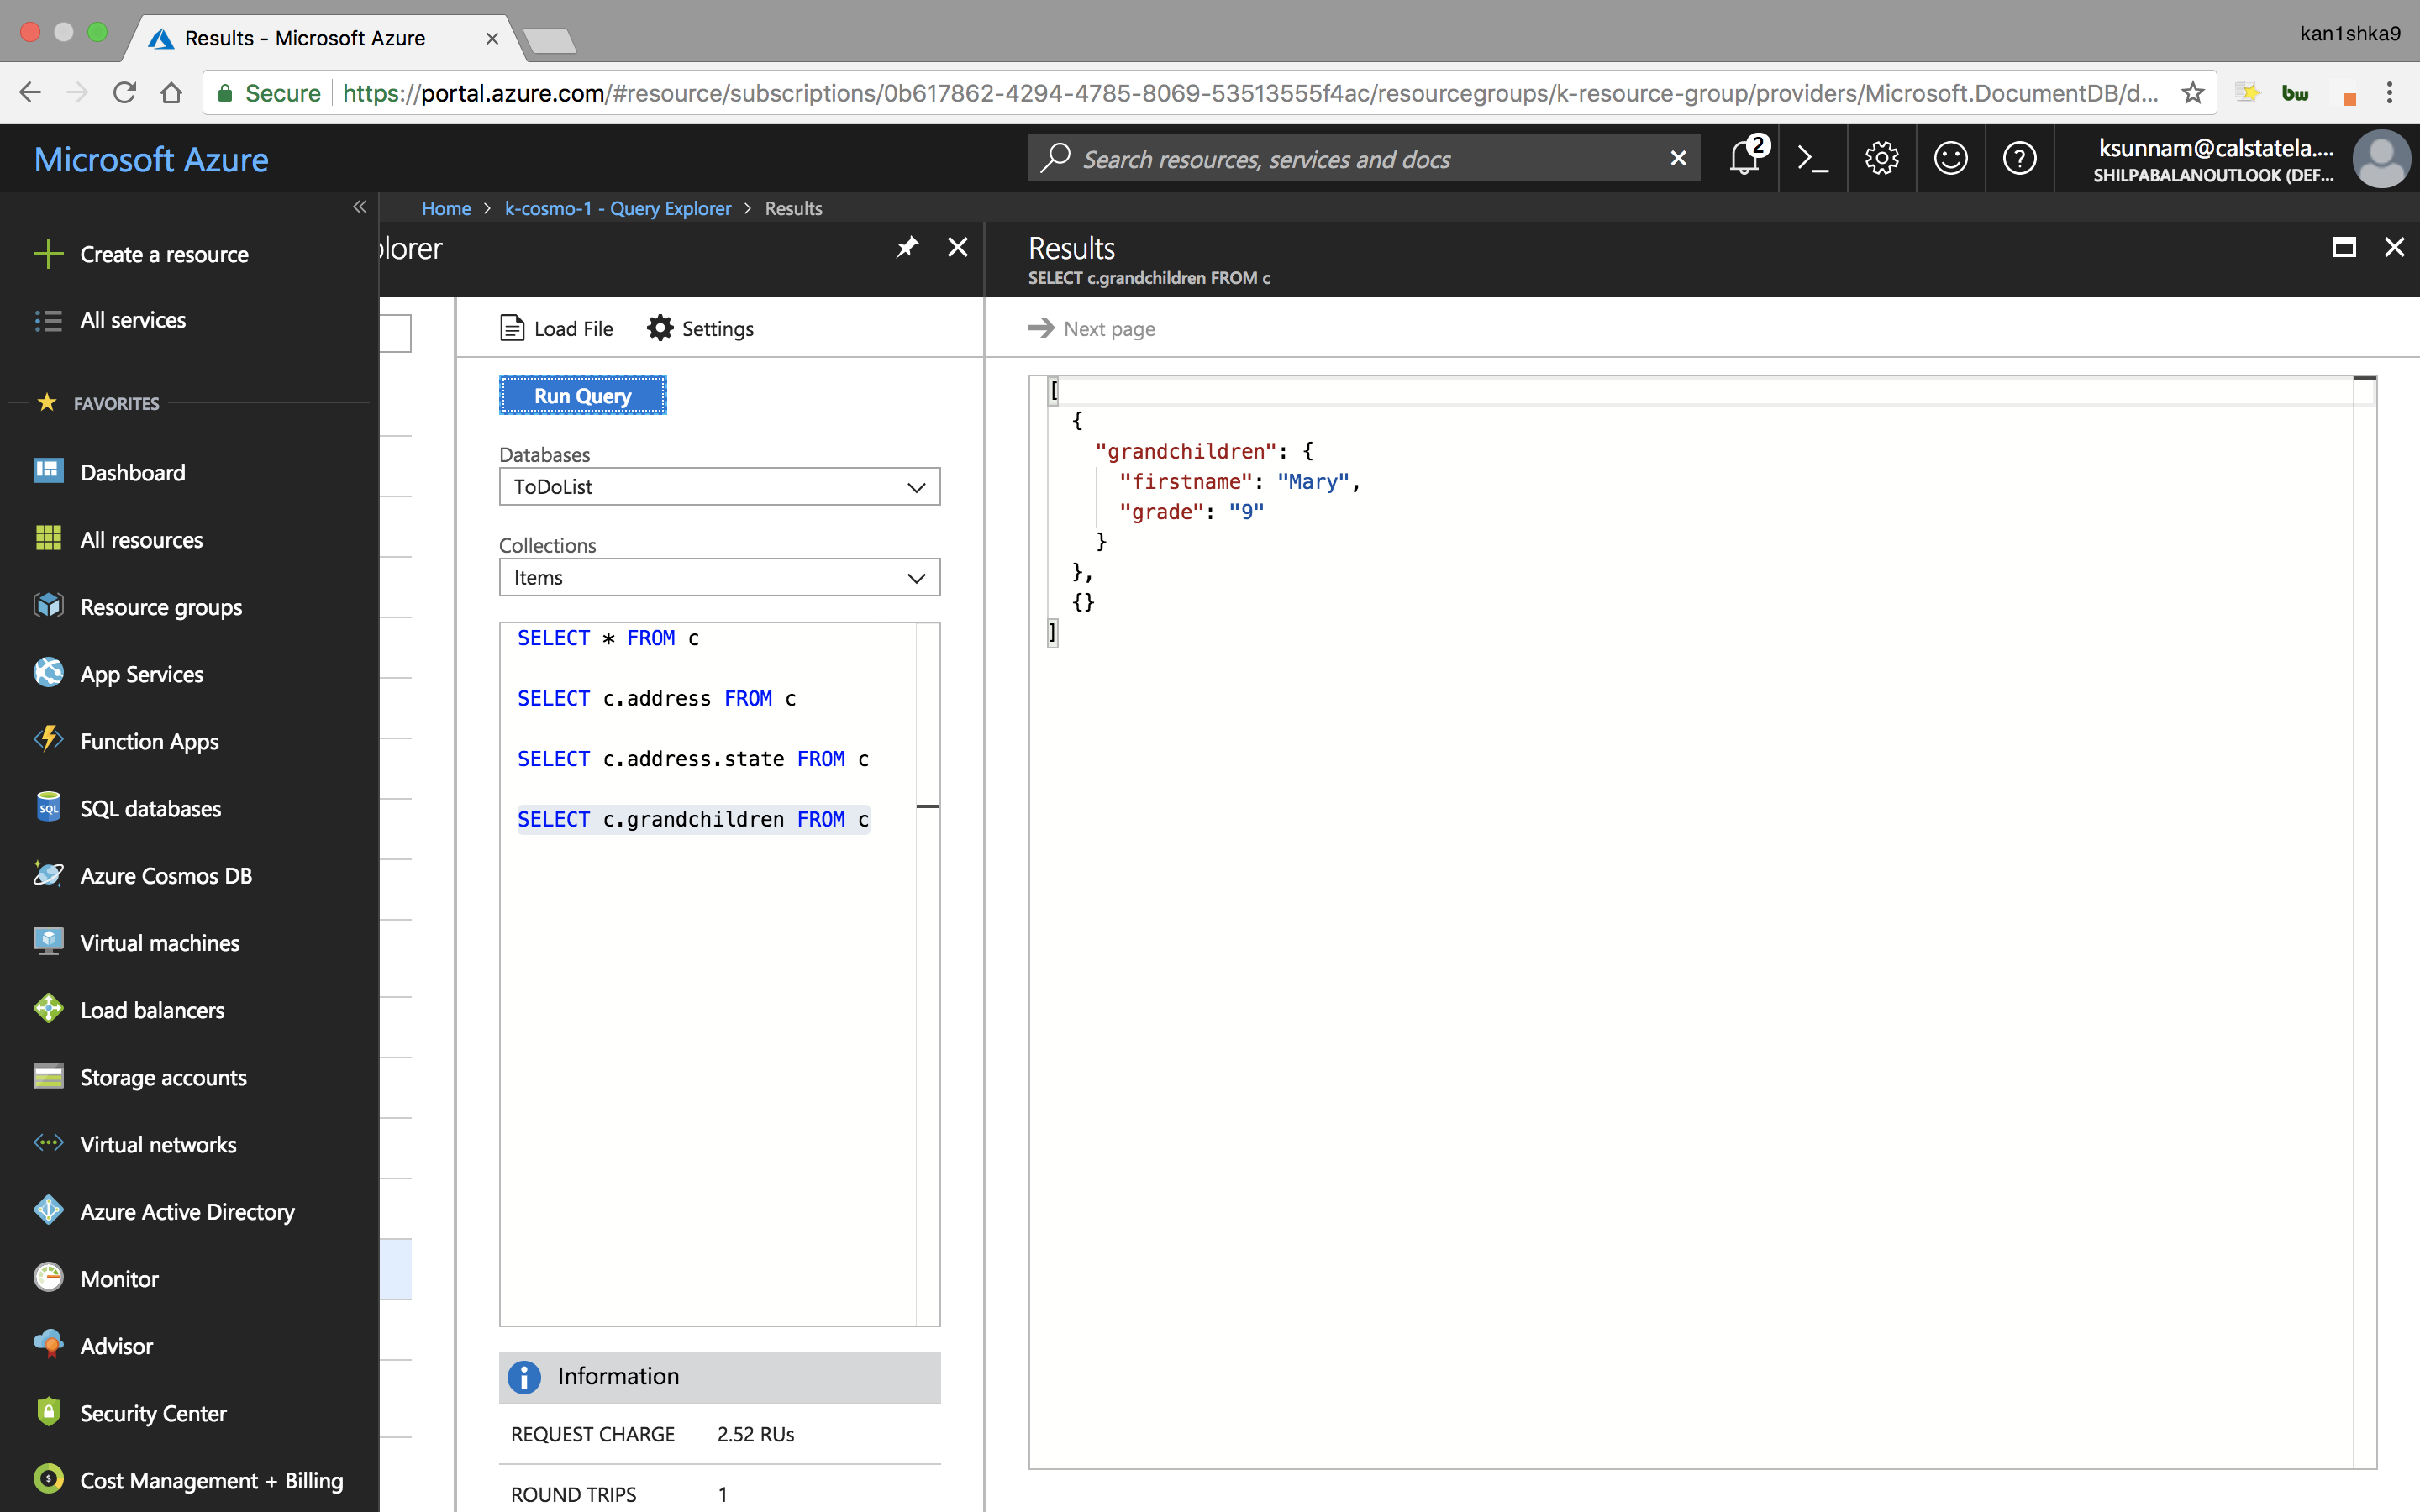 Results - Microsoft Azure
kan1shka9
Secure https://portal.azure.com/#resource/subscriptions/0b617862-4294-4785-8069-53513555f4ac/resourcegroups/k-resource-group/providers/Microsoft.DocumentDB/d...
bw
Microsoft Azure
Search resources, services and docs
2
ksunnam@calstatela....
SHILPABALANOUTLOOK (DEF...
Home > k-cosmo-1 - Query Explorer > Results
Create a resource
All services
FAVORITES
Dashboard
All resources
Resource groups
App Services
Function Apps
SQL databases
Azure Cosmos DB
Virtual machines
Load balancers
Storage accounts
Virtual networks
Azure Active Directory
Monitor
Advisor
Security Center
Cost Management + Billing
SQL
lorer
Load File
Settings
Run Query
Databases
ToDoList
Collections
Items
SELECT * FROM c
SELECT c.address FROM c
SELECT c.address.state FROM c
SELECT c.grandchildren FROM c
Information
REQUEST CHARGE 2.52 RUs
ROUND TRIPS 1
Results
SELECT c.grandchildren FROM c
Next page
[
{
"grandchildren": {
"firstname": "Mary",
"grade": "9"
}
},
{}
]